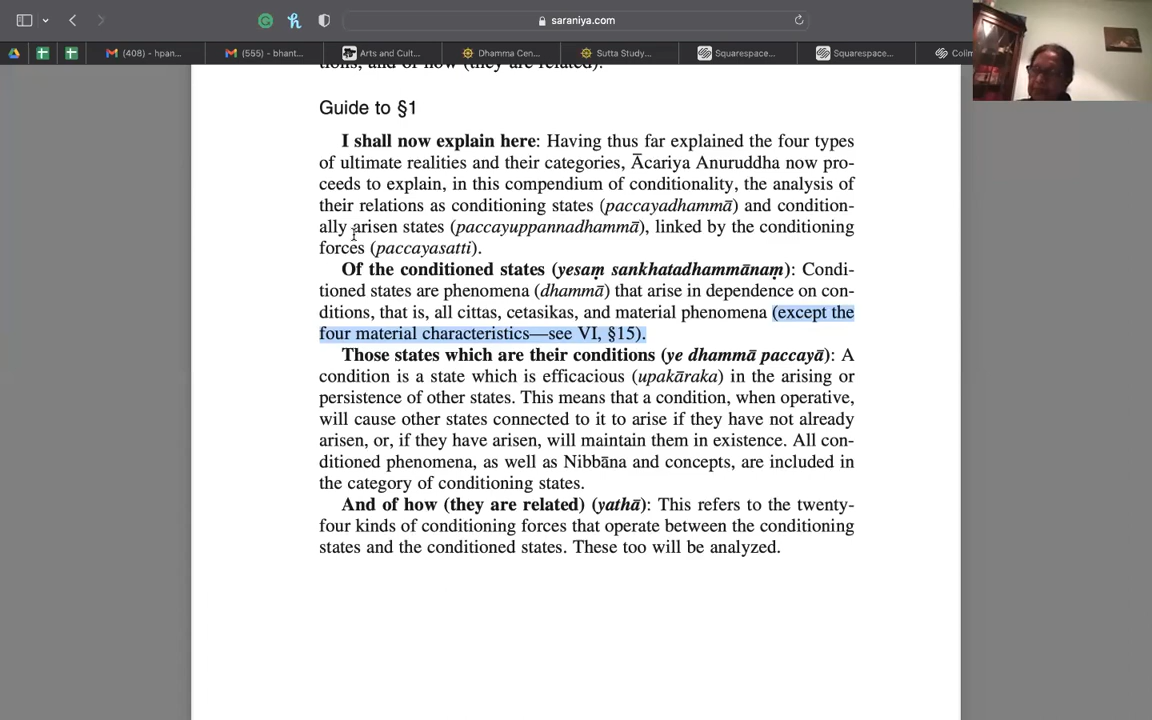 saraniya.com
(408) - hpan...
(555) - bhant...
Arts and Cult...
Dhamma Cen...
Sutta Study...
Squarespace...
Squarespace...
Colin
tions, and of how (they are related).
Guide to §1
I shall now explain here: Having thus far explained the four types
of ultimate realities and their categories, Ācariya Anuruddha now pro-
ceeds to explain, in this compendium of conditionality, the analysis of
their relations as conditioning states (paccayadhammā) and condition-
ally arisen states (paccayuppannadhammā), linked by the conditioning
forces (paccayasatti).
Of the conditioned states (yesaṃ sankhatadhammānaṃ): Condi-
tioned states are phenomena (dhammā) that arise in dependence on con-
ditions, that is, all cittas, cetasikas, and material phenomena (except the
four material characteristics—see VI, §15).
Those states which are their conditions (ye dhammā paccayā): A
condition is a state which is efficacious (upakāraka) in the arising or
persistence of other states. This means that a condition, when operative,
will cause other states connected to it to arise if they have not already
arisen, or, if they have arisen, will maintain them in existence. All con-
ditioned phenomena, as well as Nibbāna and concepts, are included in
the category of conditioning states.
And of how (they are related) (yathā): This refers to the twenty-
four kinds of conditioning forces that operate between the conditioning
states and the conditioned states. These too will be analyzed.